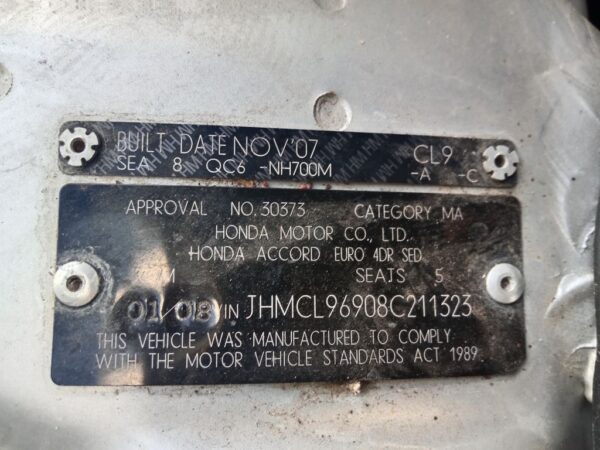 BUILT DATE NOV '07 CL9
SEA 8 QC6 -NH700M -A -C
APPROVAL NO. 30373 CATEGORY MA
HONDA MOTOR CO., LTD.
HONDA ACCORD EURO 4DR SED
SEATS 5
01/08 VIN JHMCL96908C211323
THIS VEHICLE WAS MANUFACTURED TO COMPLY
WITH THE MOTOR VEHICLE STANDARDS ACT 1989.